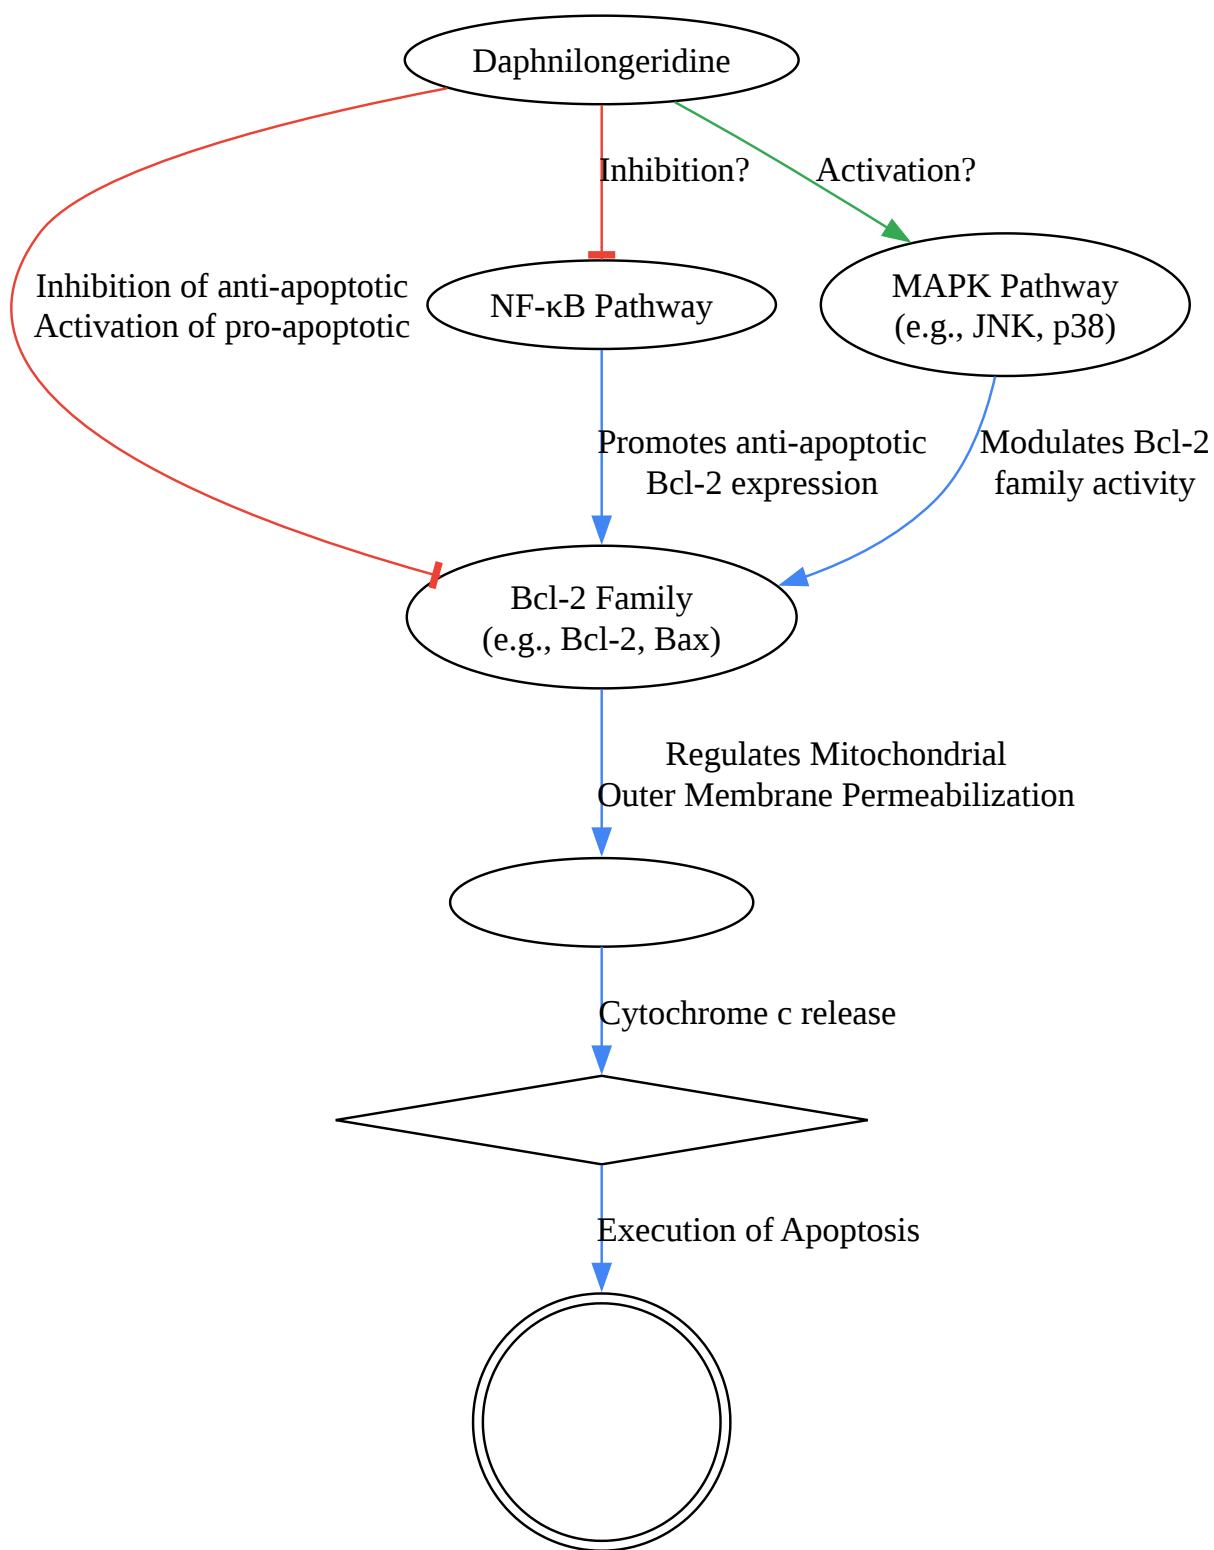 Daphnilongeridine
Inhibition?
Activation?
Inhibition of anti-apoptotic
Activation of pro-apoptotic
NF-κB Pathway
MAPK Pathway
(e.g., JNK, p38)
Promotes anti-apoptotic
Bcl-2 expression
Modulates Bcl-2
family activity
Bcl-2 Family
(e.g., Bcl-2, Bax)
Regulates Mitochondrial
Outer Membrane Permeabilization
Cytochrome c release
Execution of Apoptosis